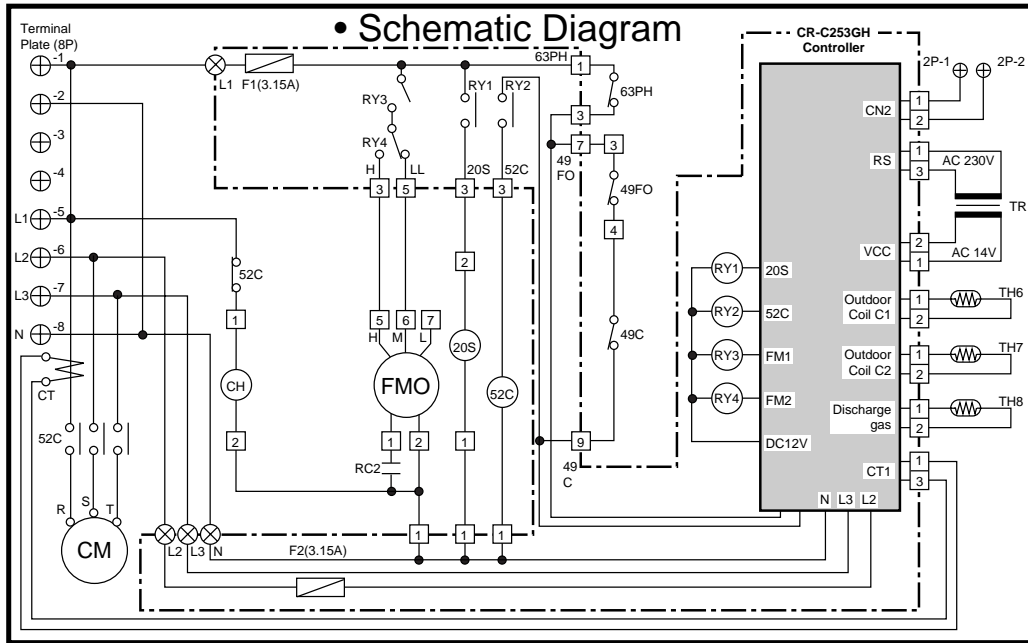 • Schematic Diagram
Terminal
Plate (8P)
-1
-2
-3
-4
L1 -5
L2 -6
L3 -7
N -8
L1
F1(3.15A)
63PH
1
3
7
49
FO
63PH
3
49FO
4
49C
9
49
C
RY3
RY4
H
LL
RY1
RY2
20S
52C
3
5
3
3
2
52C
1
CH
2
5
6
7
H
M
L
FMO
20S
52C
1
2
1
RC2
1
1
1
CT
52C
R
S
T
CM
L2
L3
N
F2(3.15A)
CR-C253GH
Controller
2P-1
2P-2
CN2
1
2
RS
1
3
AC 230V
TR
VCC
2
1
AC 14V
RY1
20S
RY2
52C
RY3
FM1
RY4
FM2
DC12V
Outdoor
Coil C1
1
2
TH6
Outdoor
Coil C2
1
2
TH7
Discharge
gas
1
2
TH8
CT1
1
3
N
L3
L2